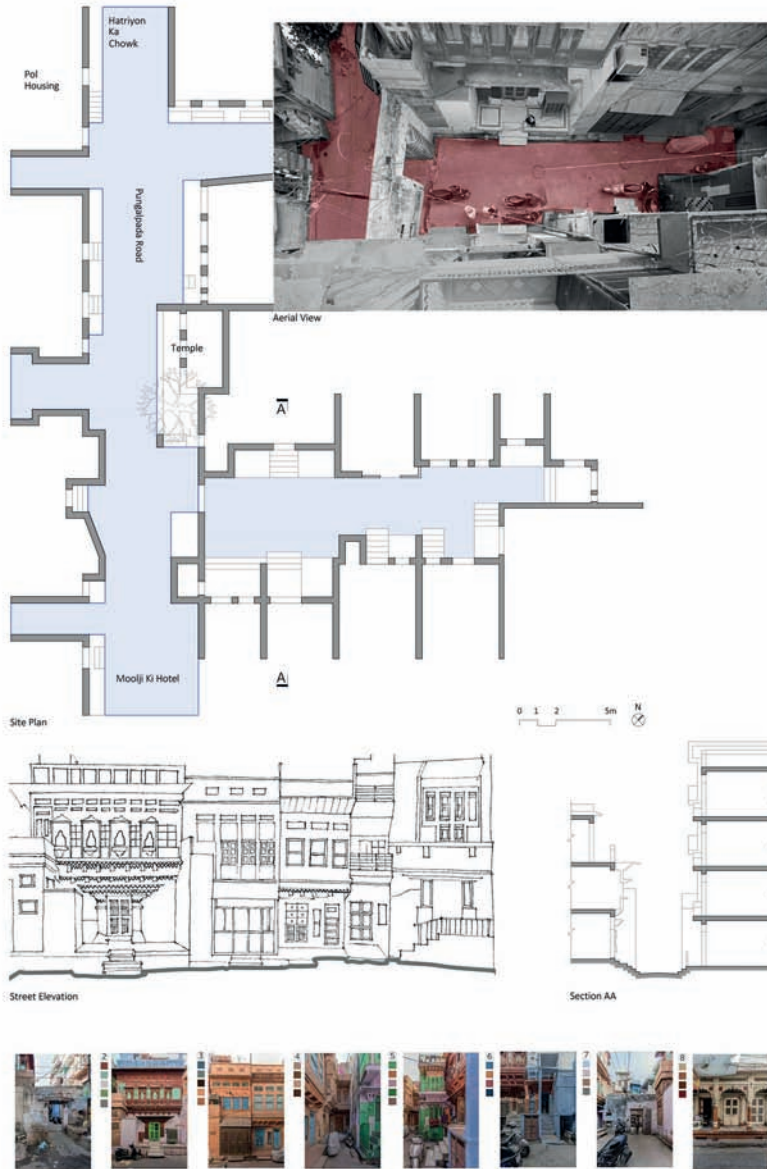 Hatriyon
Ka
Chowk
Pol
Housing
Pungalpada Road
Aerial View
Temple
A
A
Moolji Ki Hotel
Site Plan
0 1 2 5m
N
Street Elevation
Section AA
2
3
4
5
6
7
8